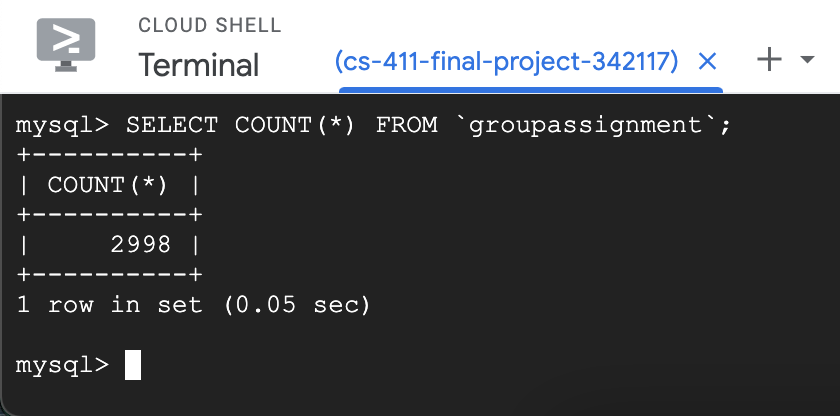 CLOUD SHELL
Terminal
(cs-411-final-project-342117)
mysql> SELECT COUNT(*) FROM `groupassignment`;
+----------+
| COUNT(*) |
+----------+
|     2998 |
+----------+
1 row in set (0.05 sec)
mysql>